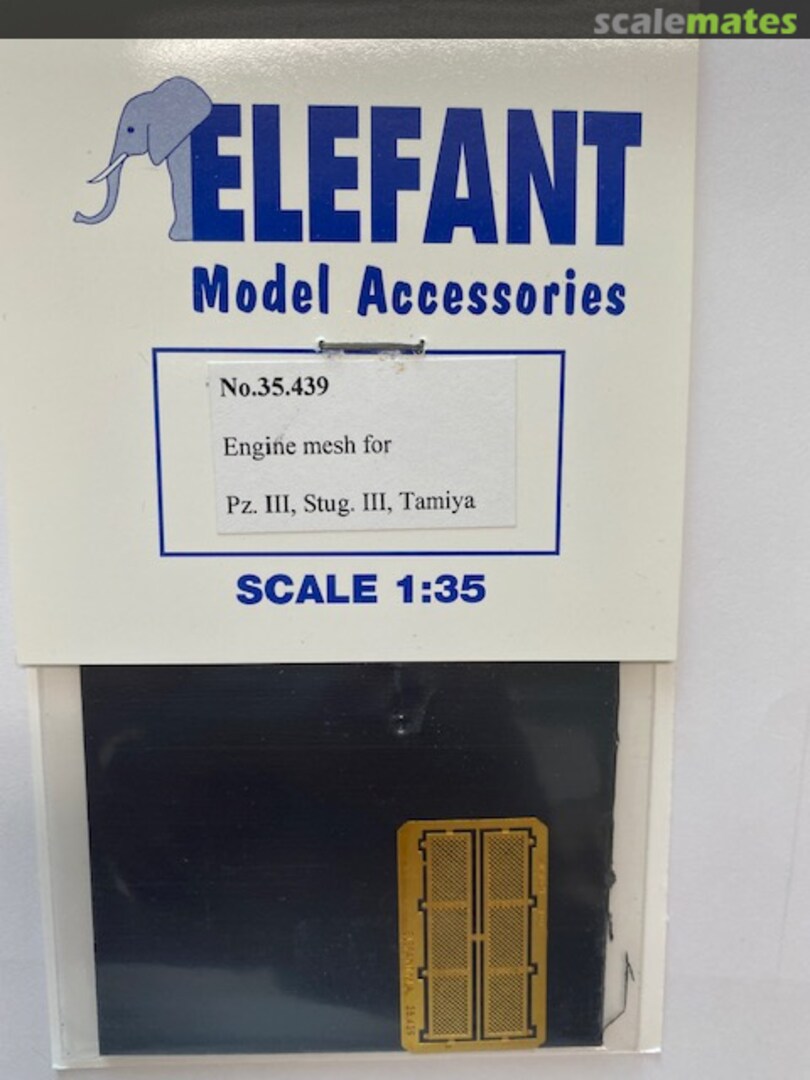 scalemates
ELEFANT
Model Accessories
No.35.439
Engine mesh for
Pz. III, Stug. III, Tamiya
SCALE 1:35